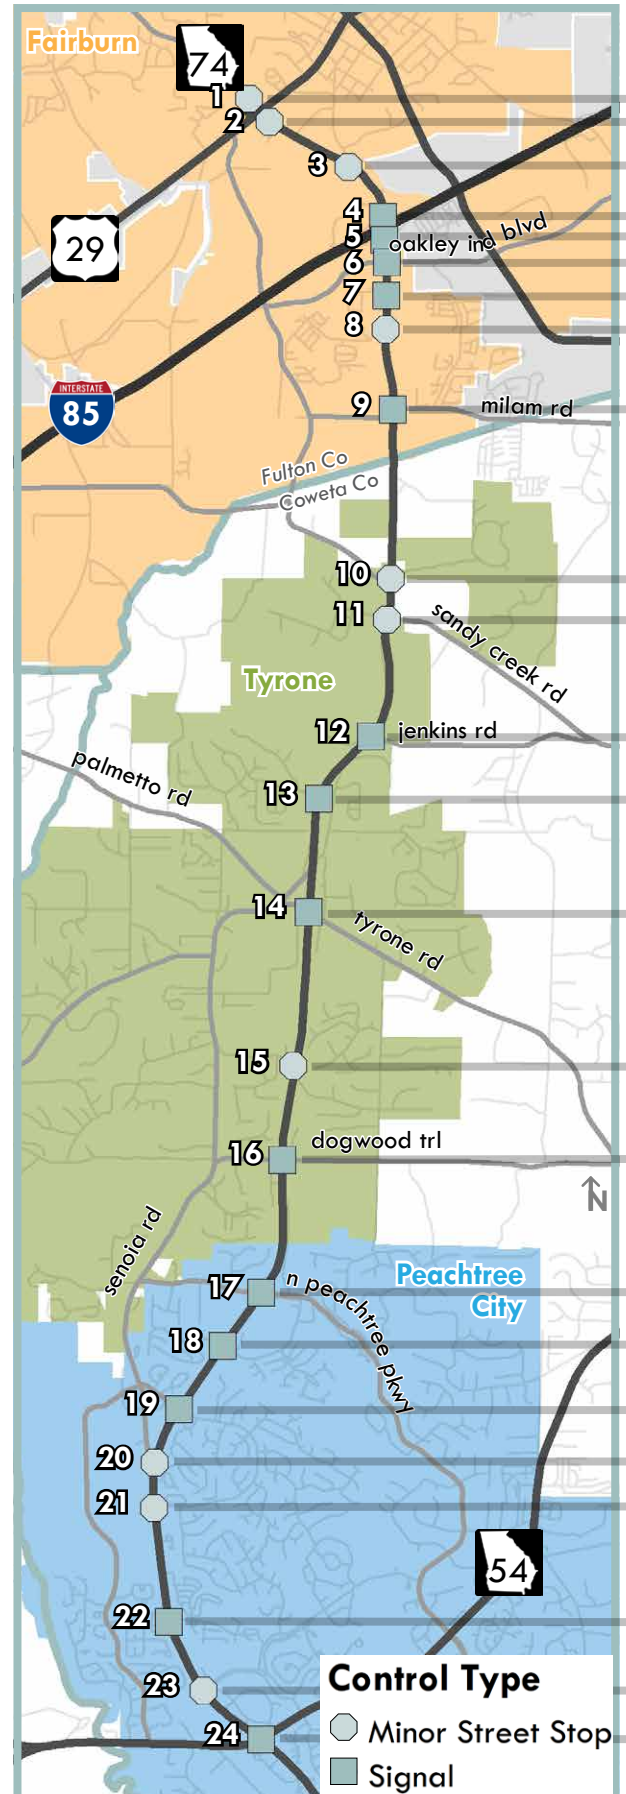 Fairburn
74
1
2
3
4
5
oakley ind blvd
29
6
7
8
INTERSTATE
85
9
milam rd
Fulton Co
Coweta Co
10
11
sandy creek rd
Tyrone
12
jenkins rd
palmetto rd
13
14
tyrone rd
15
dogwood trl
16
N
senoia rd
17
n peachtree pkwy
Peachtree
City
18
19
20
21
54
22
23
24
Control Type
Minor Street Stop
Signal